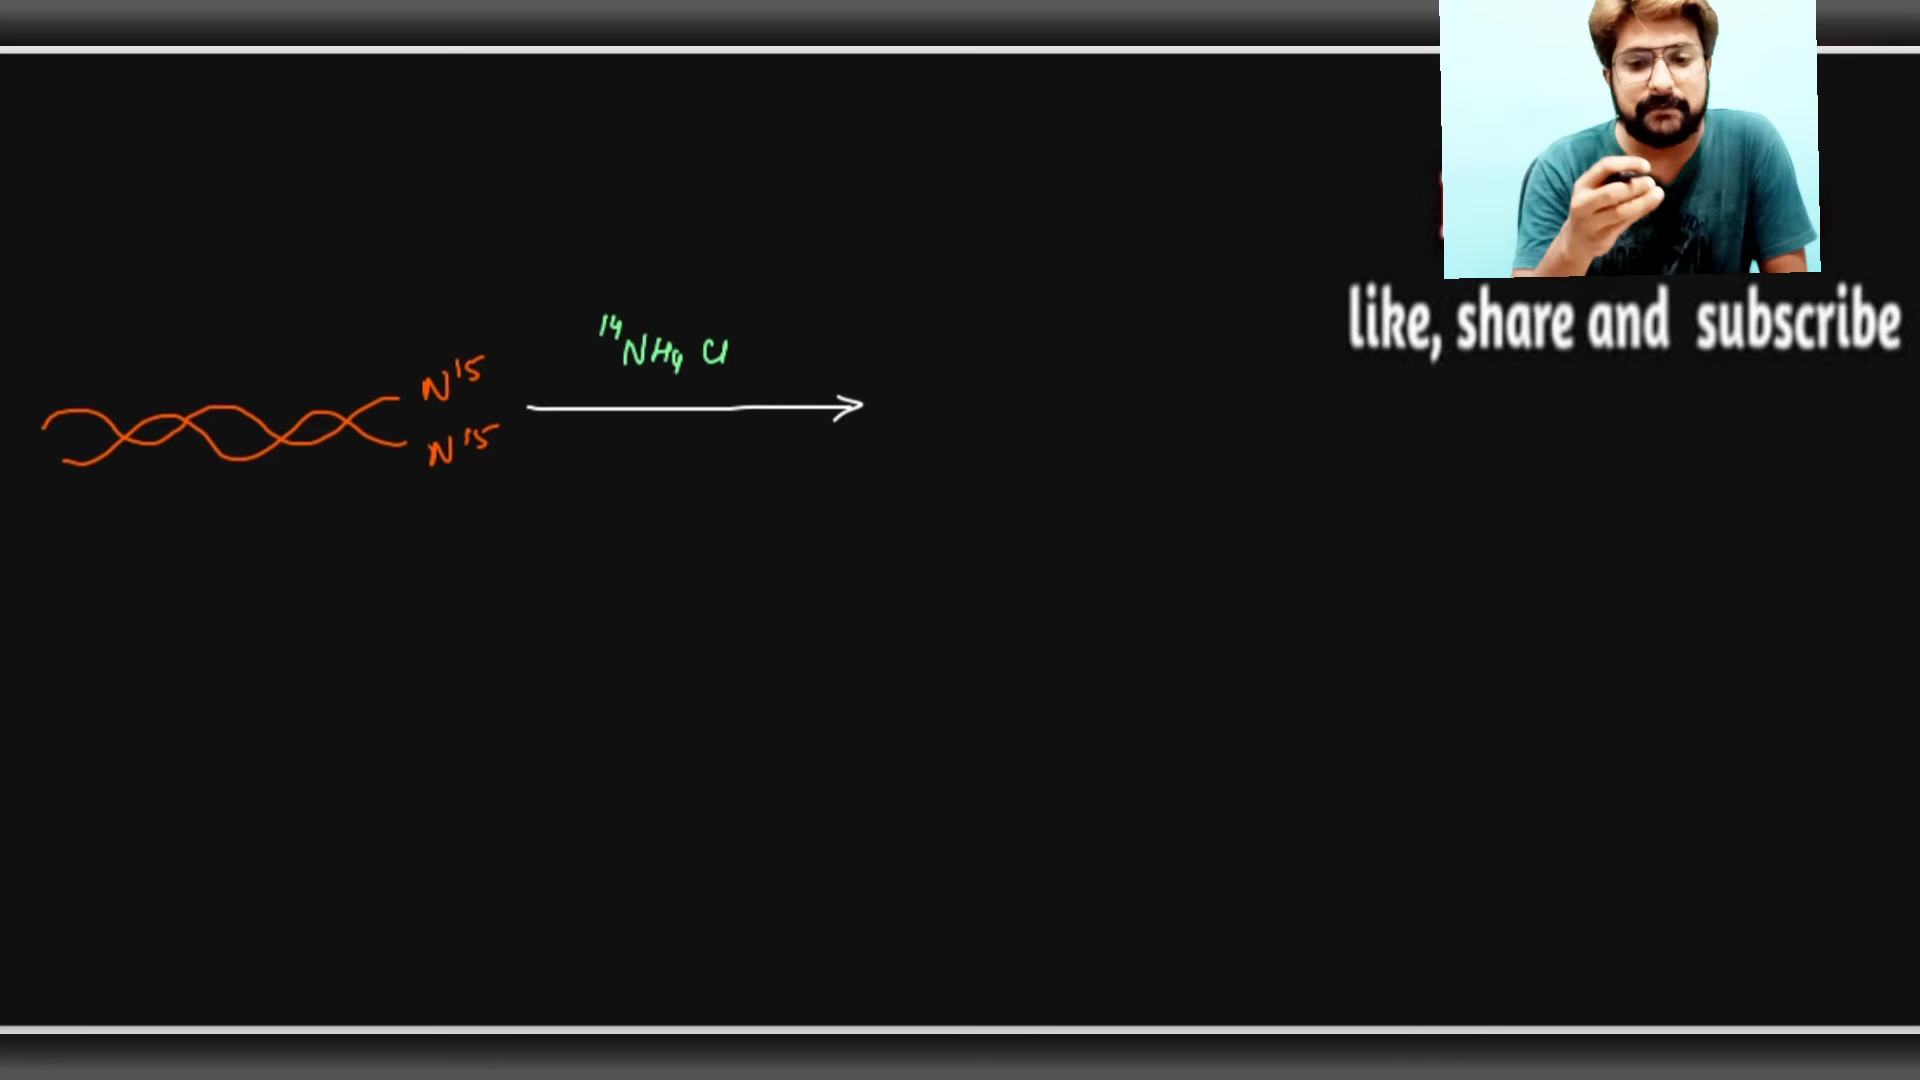 ¹⁴NH₄ Cl
N¹⁵
N¹⁵
like, share and subscribe